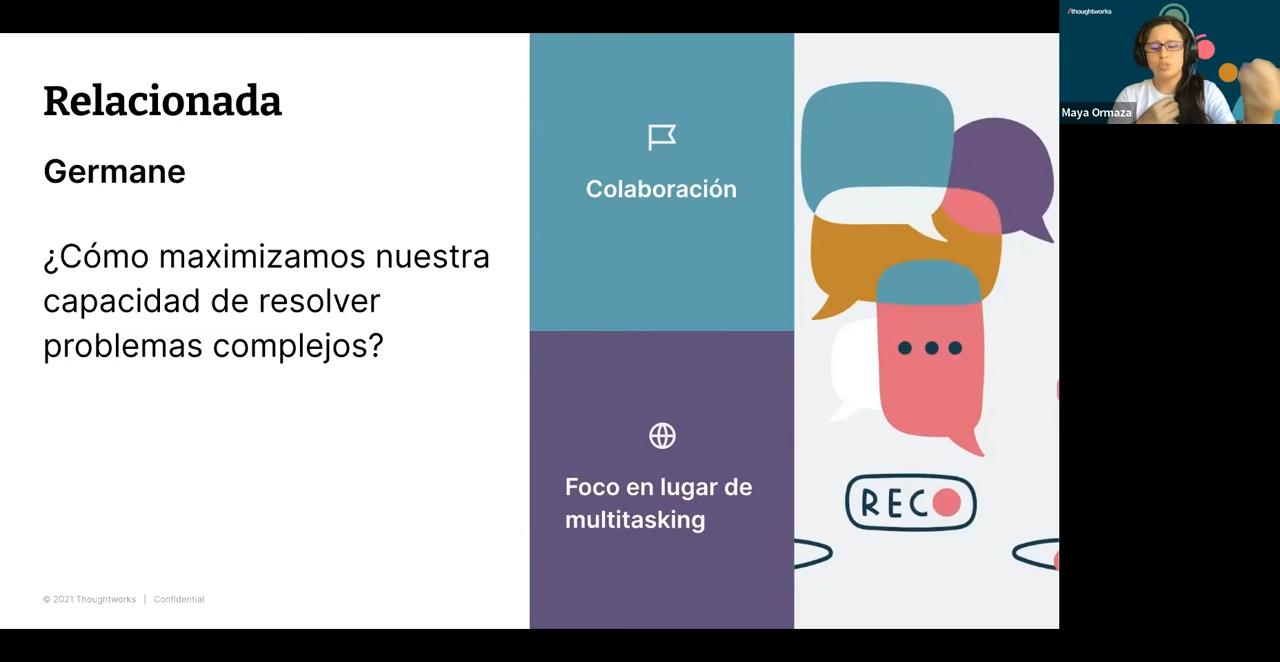 Relacionada
Germane
¿Cómo maximizamos nuestra
capacidad de resolver
problemas complejos?
© 2021 Thoughtworks | Confidential
Colaboración
Foco en lugar de
multitasking
REC
/thoughtworks
Maya Ormaza